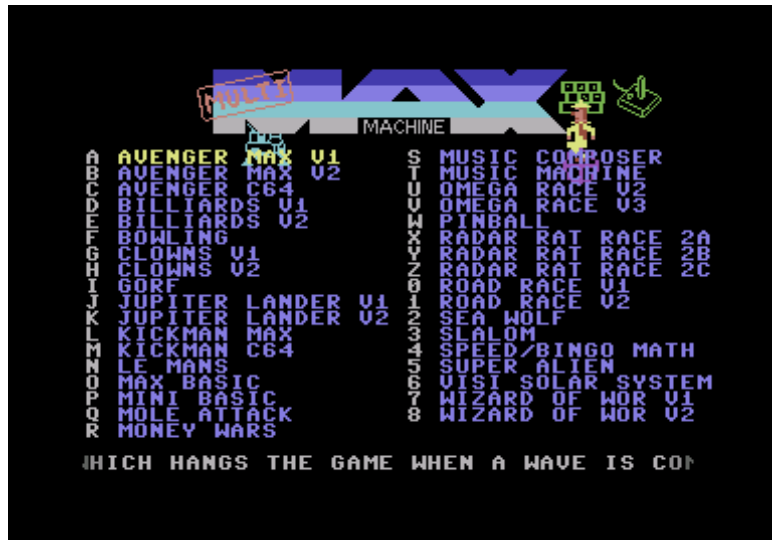 MULTI
MAX
MACHINE
A AVENGER MAX V1
B AVENGER MAX V2
C AVENGER C64
D BILLIARDS V1
E BILLIARDS V2
F BOWLING
G CLOWNS V1
H CLOWNS V2
I GORF
J JUPITER LANDER V1
K JUPITER LANDER V2
L KICKMAN MAX
M KICKMAN C64
N LE MANS
O MAX BASIC
P MINI BASIC
Q MOLE ATTACK
R MONEY WARS
S MUSIC COMPOSER
T MUSIC MACHINE
U OMEGA RACE V2
V OMEGA RACE V3
W PINBALL
X RADAR RAT RACE 2A
Y RADAR RAT RACE 2B
Z RADAR RAT RACE 2C
0 ROAD RACE V1
1 ROAD RACE V2
2 SEA WOLF
3 SLALOM
4 SPEED/BINGO MATH
5 SUPER ALIEN
6 VISI SOLAR SYSTEM
7 WIZARD OF WOR V1
8 WIZARD OF WOR V2
WHICH HANGS THE GAME WHEN A WAVE IS